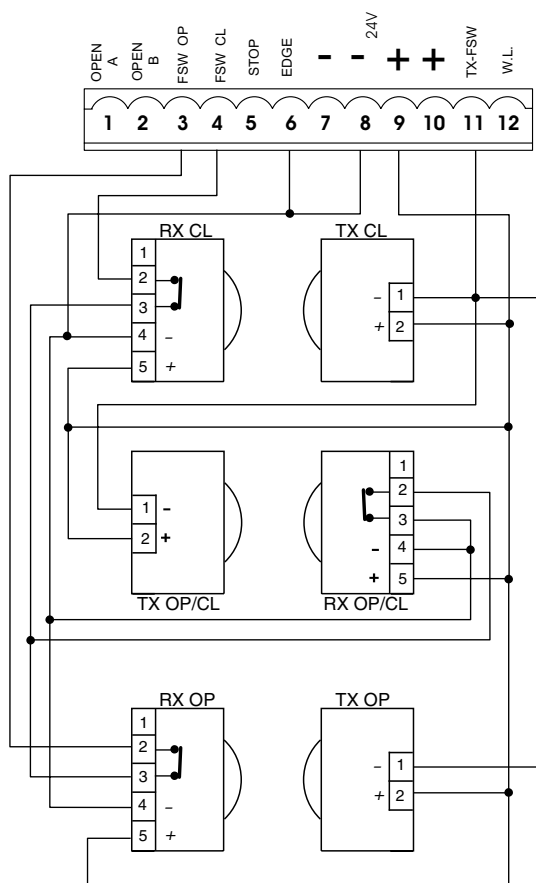 OPEN A
OPEN B
FSW OP
FSW CL
STOP
EDGE
-
-
24V
+
+
TX-FSW
W.L.
1 2 3 4 5 6 7 8 9 10 11 12
RX CL
1
2
3
4 -
5 +
TX CL
- 1
+ 2
1 -
2 +
TX OP/CL
1
2
3
- 4
+ 5
RX OP/CL
RX OP
1
2
3
4 -
5 +
TX OP
- 1
+ 2